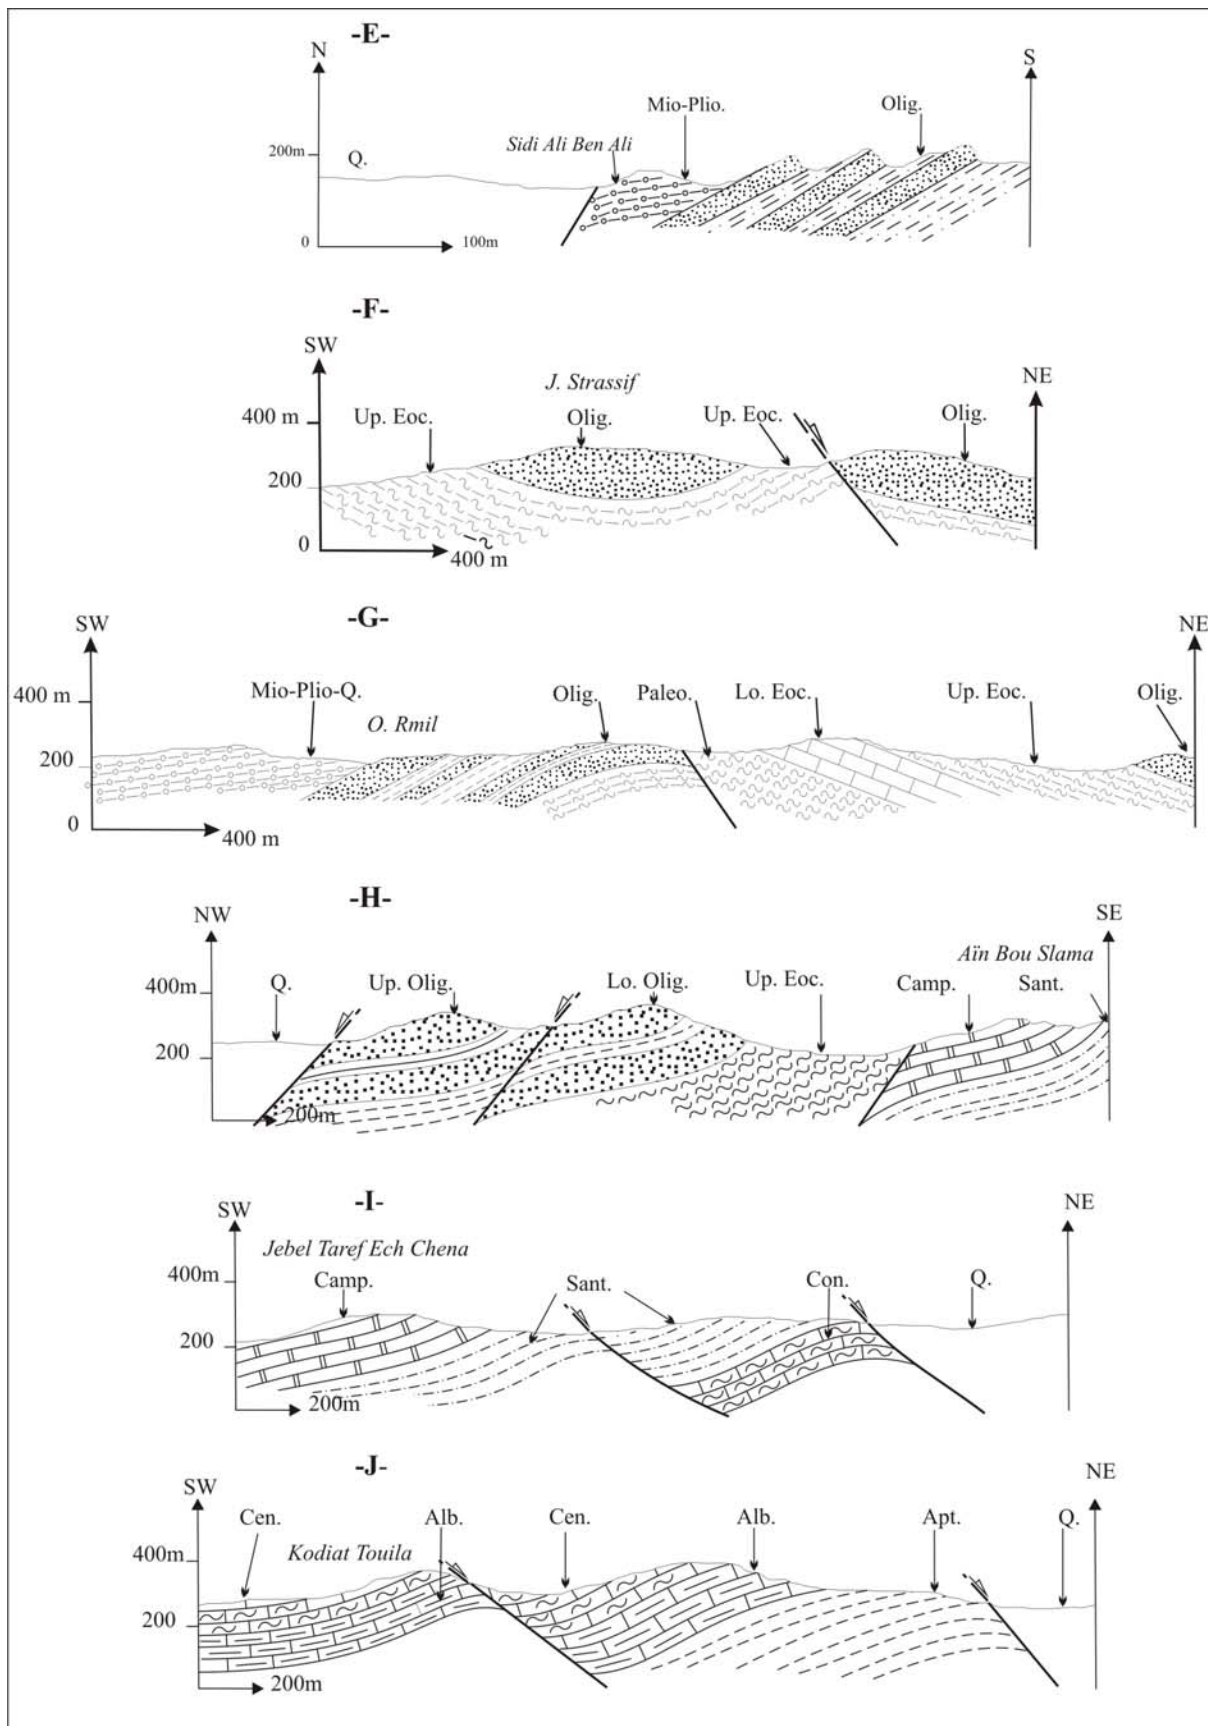 -E-
N
S
Mio-Plio.
Olig.
Sidi Ali Ben Ali
200m
Q.
0
100m
-F-
SW
NE
J. Strassif
400 m
Up. Eoc.
Olig.
Up. Eoc.
Olig.
200
0
400 m
-G-
SW
NE
400 m
Mio-Plio-Q.
Olig.
Paleo.
Lo. Eoc.
Up. Eoc.
Olig.
O. Rmil
200
0
400 m
-H-
NW
SE
Aïn Bou Slama
400m
Q.
Up. Olig.
Lo. Olig.
Up. Eoc.
Camp.
Sant.
200
200m
-I-
SW
NE
Jebel Taref Ech Chena
400m
Camp.
Sant.
Con.
Q.
200
200m
-J-
SW
NE
Cen.
Alb.
Cen.
Alb.
Apt.
Q.
400m
Kodiat Touila
200
200m